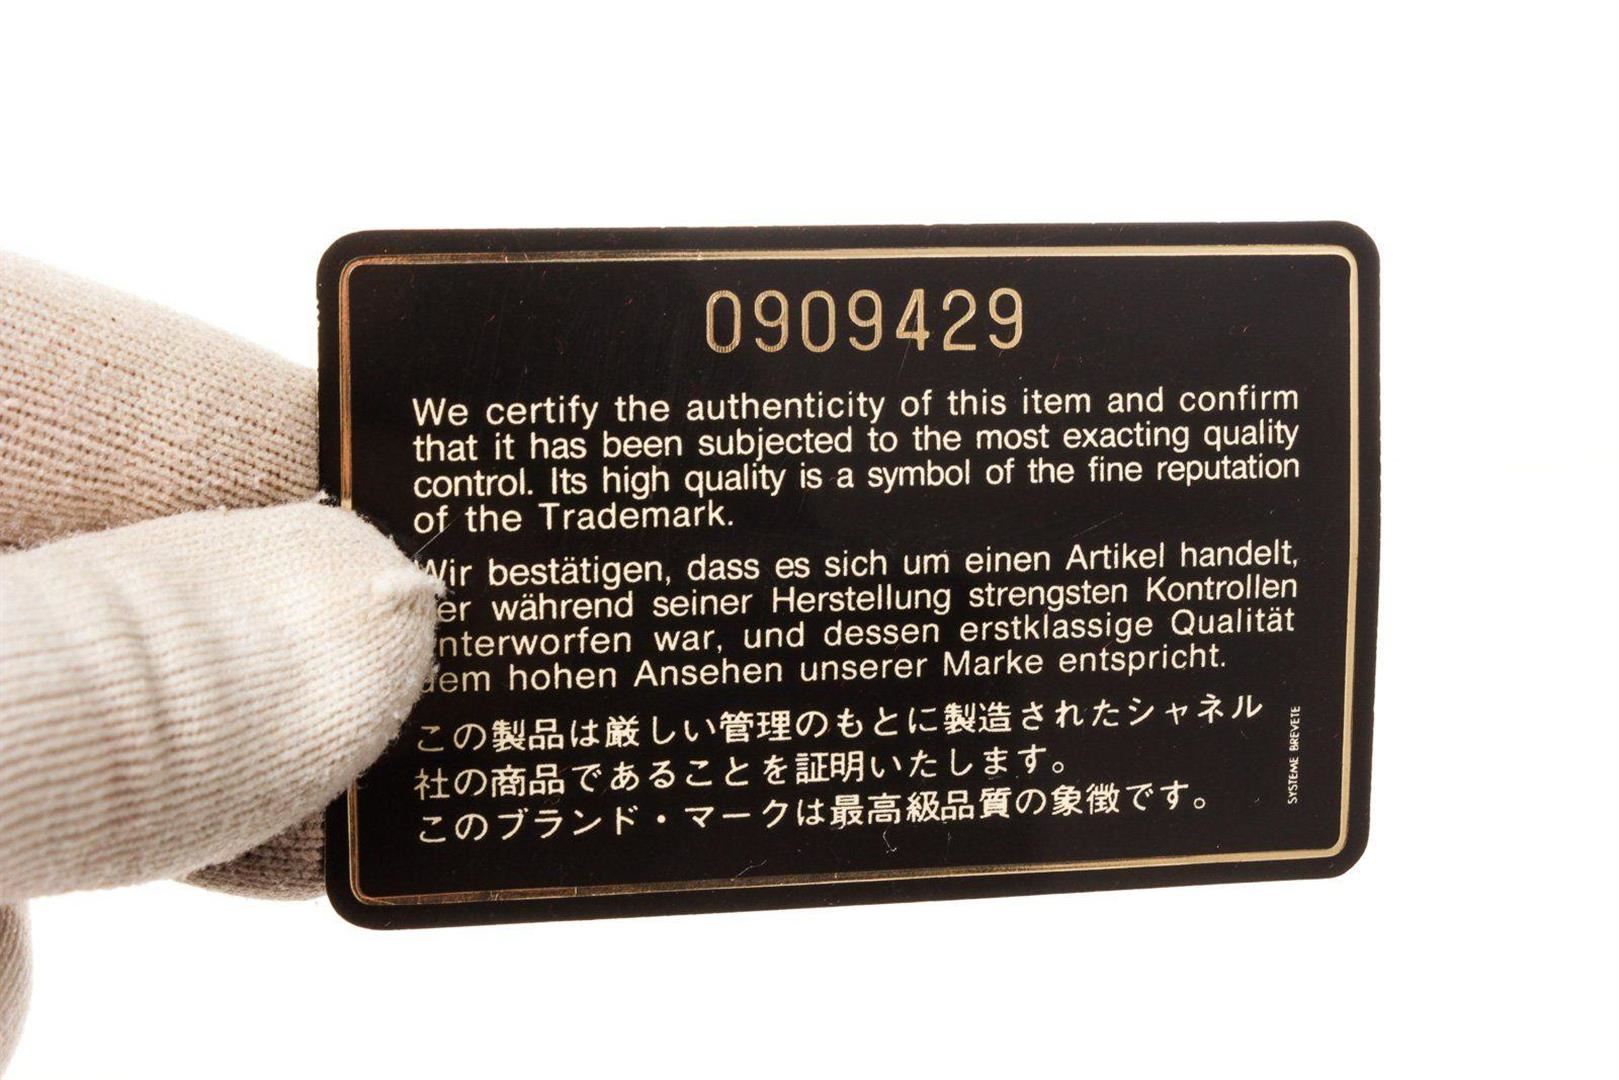 0909429
We certify the authenticity of this item and confirm
that it has been subjected to the most exacting quality
control. Its high quality is a symbol of the fine reputation
of the Trademark.
Wir bestätigen, dass es sich um einen Artikel handelt,
während seiner Herstellung strengsten Kontrollen
war, und dessen erstklassige Qualität
dem hohen Ansehen unserer Marke entspricht.
この製品は厳しい管理のもとに製造されたシャネル
社の商品であることを証明いたします。
このブランド・マークは最高級品質の象徴です。
SYSTEME BREVETE